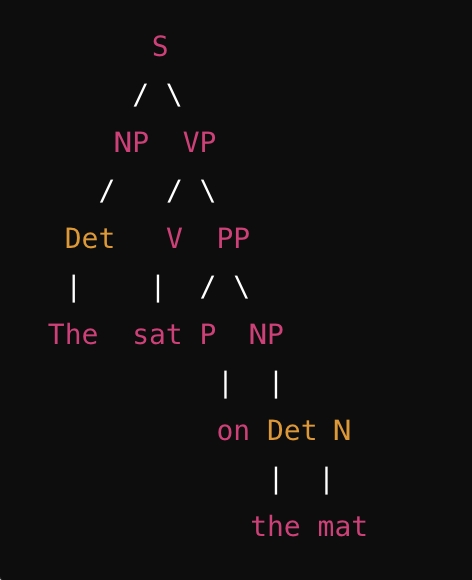 S
/ \
NP VP
/ / \
Det V PP
| | / \
The sat P NP
| |
on Det N
| |
the mat